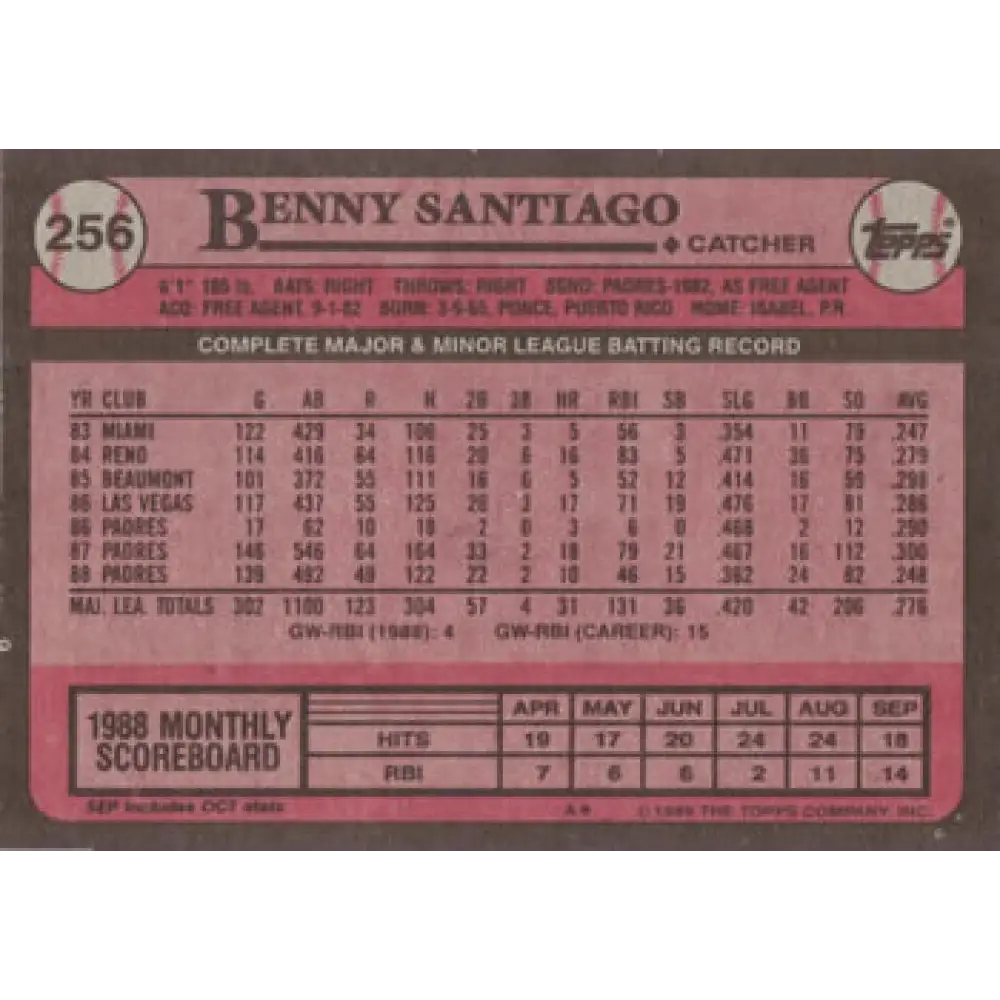 256
BENNY SANTIAGO
CATCHER
TOPPS
6'1" 185 lb. BATS: RIGHT THROWS: RIGHT SGND: PADRES-1982, AS FREE AGENT
ACQ: FREE AGENT, 9-1-82 BORN: 3-9-65, PONCE, PUERTO RICO HOME: ISABEL, P.R.
COMPLETE MAJOR & MINOR LEAGUE BATTING RECORD
YR CLUB G AB R H 2B 3B HR RBI SB SLG BB SO AVG
83 MIAMI 122 429 34 106 25 3 5 56 3 .354 11 79 .247
84 RENO 114 416 64 116 20 6 16 83 5 .471 36 75 .279
85 BEAUMONT 101 372 55 111 16 6 5 52 12 .414 16 59 .298
86 LAS VEGAS 117 437 55 125 26 3 17 71 19 .476 17 81 .286
86 PADRES 17 62 10 18 2 0 3 6 0 .468 2 12 .290
87 PADRES 146 546 64 164 33 2 18 79 21 .467 16 112 .300
88 PADRES 139 492 49 122 22 2 10 46 15 .362 24 82 .248
MAJ. LEA. TOTALS 302 1100 123 304 57 4 31 131 36 .420 42 206 .276
GW-RBI (1988): 4 GW-RBI (CAREER): 15
1988 MONTHLY SCOREBOARD
APR MAY JUN JUL AUG SEP
HITS 19 17 20 24 24 18
RBI 7 6 6 2 11 14
SEP includes OCT stats
A* © 1989 THE TOPPS COMPANY, INC.